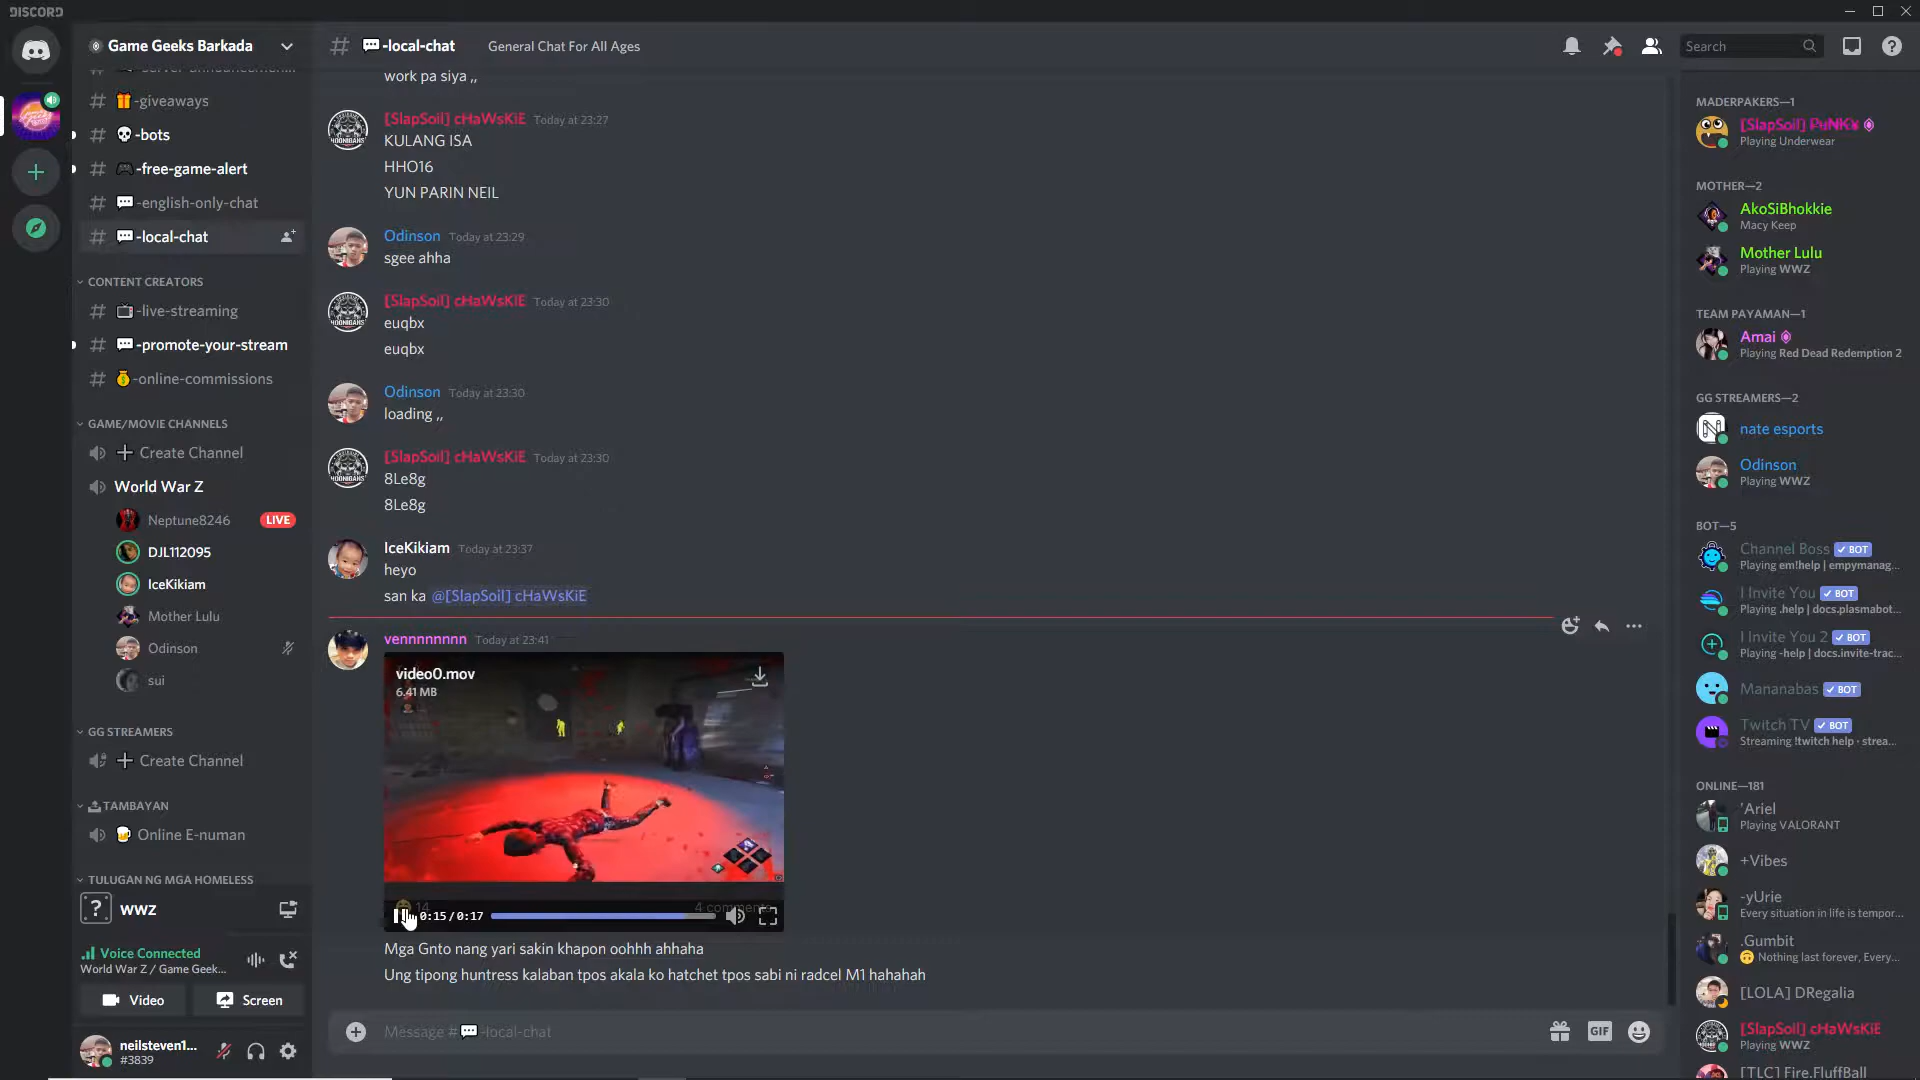 DISCORD
Game Geeks Barkada
-giveaways
-bots
-free-game-alert
-english-only-chat
-local-chat
CONTENT CREATORS
-live-streaming
-promote-your-stream
-online-commissions
GAME/MOVIE CHANNELS
Create Channel
World War Z
Neptune8246 LIVE
DJL112095
IceKikiam
Mother Lulu
Odinson
sui
GG STREAMERS
Create Channel
TAMBAYAN
Online E-numan
TULUGAN NG MGA HOMELESS
WWZ
Voice Connected
World War Z / Game Geek...
Video
Screen
neilsteven1...
#3839
-local-chat
General Chat For All Ages
Search
work pa siya ,,
[SlapSoil] cHaWsKiE Today at 23:27
KULANG ISA
HHO16
YUN PARIN NEIL
Odinson Today at 23:29
sgee ahha
[SlapSoil] cHaWsKiE Today at 23:30
euqbx
euqbx
Odinson Today at 23:30
loading ,,
[SlapSoil] cHaWsKiE Today at 23:30
8Le8g
8Le8g
IceKikiam Today at 23:37
heyo
san ka @[SlapSoil] cHaWsKiE
vennnnnnnn Today at 23:41
video0.mov
6.41 MB
14
4 comments
0:15/0:17
Mga Gnto nang yari sakin khapon oohhh ahhaha
Ung tipong huntress kalaban tpos akala ko hatchet tpos sabi ni radcel M1 hahahah
Message # -local-chat
GIF
MADERPAKERS—1
[SlapSoil] PuNKx
Playing Underwear
MOTHER—2
AkoSiBhokkie
Macy Keep
Mother Lulu
Playing WWZ
TEAM PAYAMAN—1
Amai
Playing Red Dead Redemption 2
GG STREAMERS—2
nate esports
Odinson
Playing WWZ
BOT—5
Channel Boss BOT
Playing em!help | empymanag...
I Invite You BOT
Playing .help | docs.plasmabot...
I Invite You 2 BOT
Playing -help | docs.invite-trac...
Mananabas BOT
Twitch TV BOT
Streaming !twitch help · strea...
ONLINE—181
'Ariel
Playing VALORANT
+Vibes
-yUrie
Every situation in life is tempor...
.Gumbit
Nothing last forever, Every...
[LOLA] DRegalia
[SlapSoil] cHaWsKiE
Playing WWZ
[TLC] Fire.FluffBall